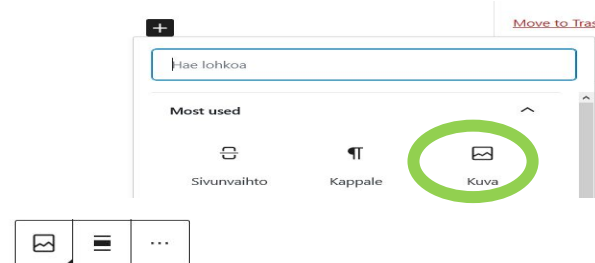 Move to Tras
Hae lohkoa
Most used
Sivunvaihto Kappale Kuva